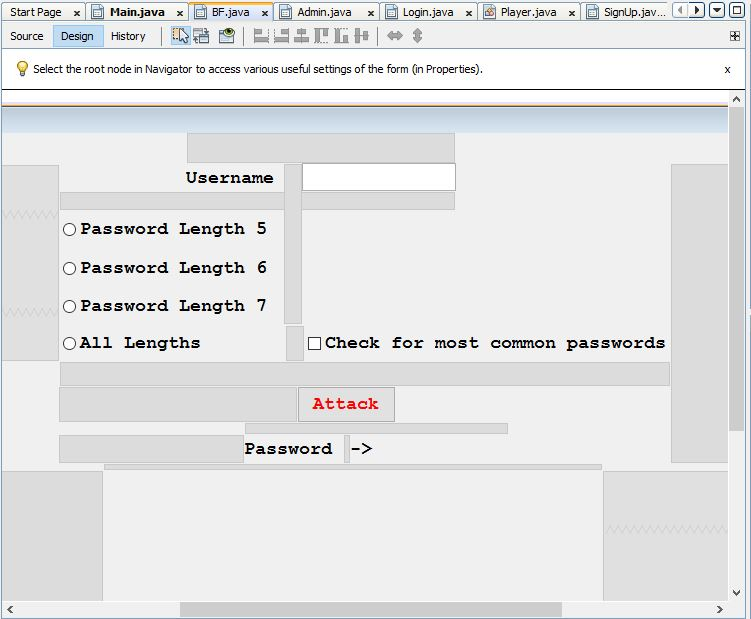 Start Page x Main.java x BF.java x Admin.java x Login.java x Player.java x SignUp.jav...
Source Design History
Select the root node in Navigator to access various useful settings of the form (in Properties). x
Username
Password Length 5
Password Length 6
Password Length 7
All Lengths Check for most common passwords
Attack
Password ->